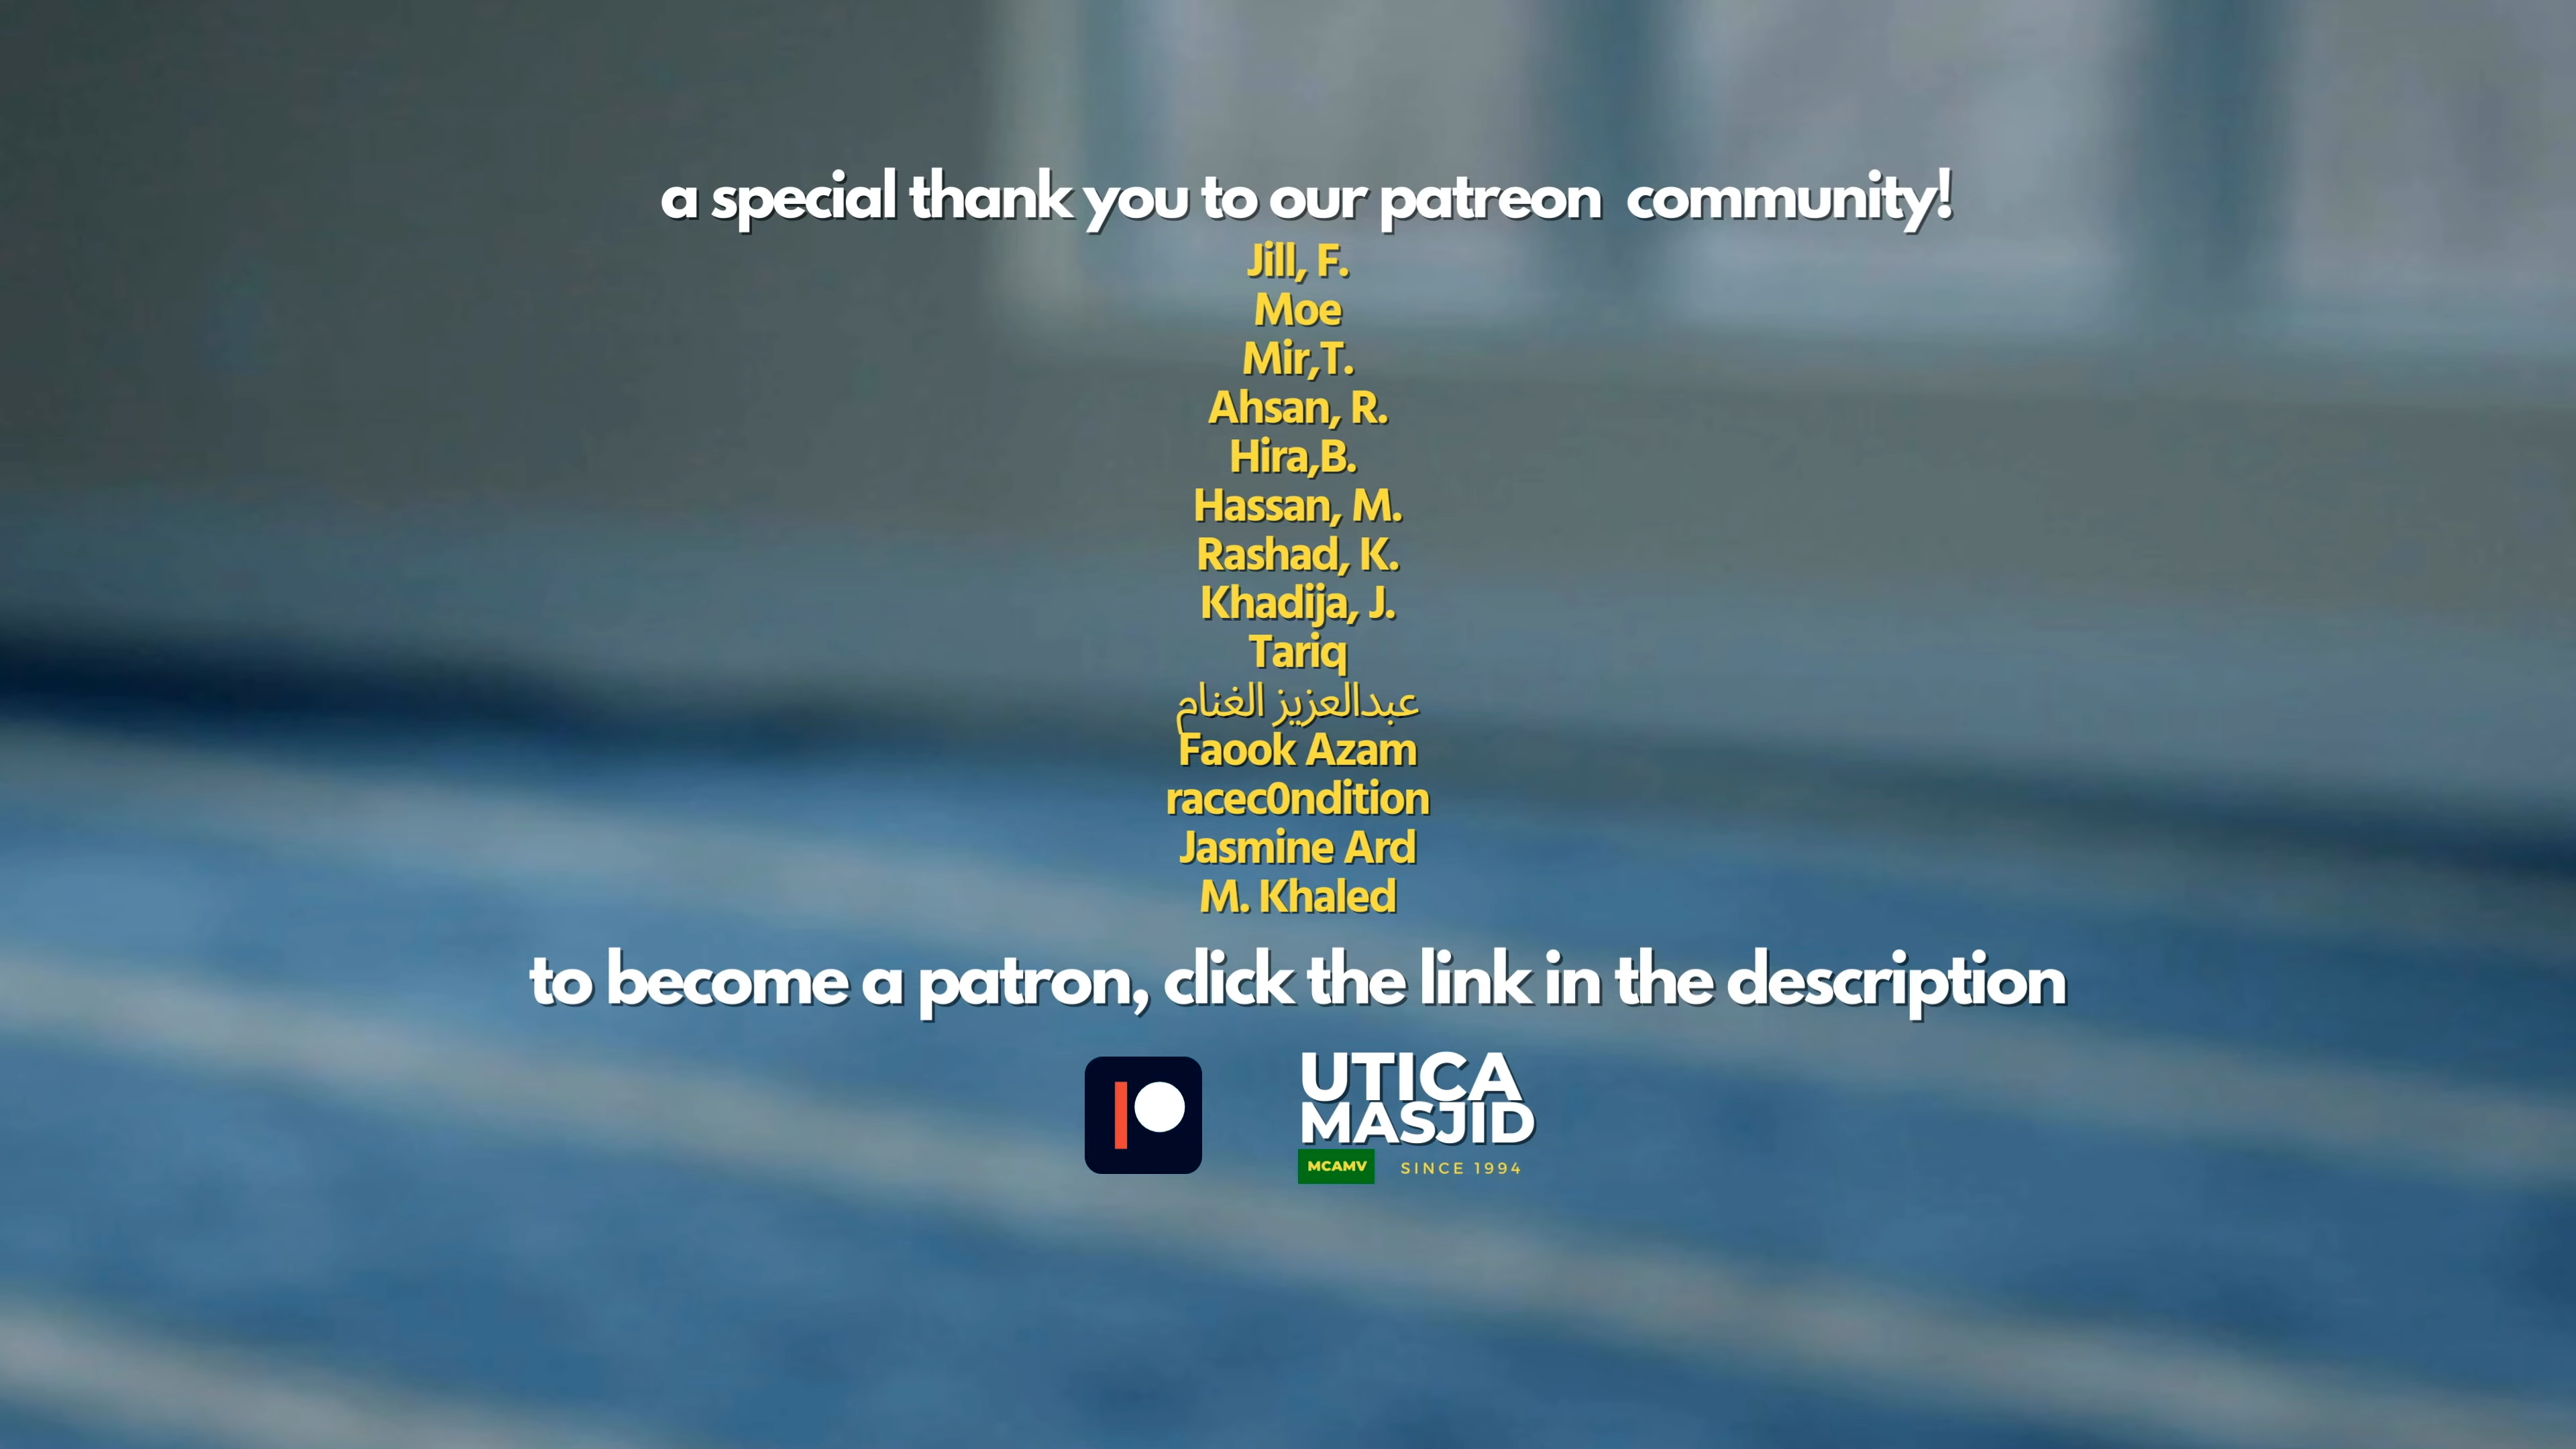 a special thank you to our patreon community!
Jill, F.
Moe
Mir,T.
Ahsan, R.
Hira,B.
Hassan, M.
Rashad, K.
Khadija, J.
Tariq
عبدالعزيز الغنام
Faook Azam
racec0ndition
Jasmine Ard
M. Khaled
to become a patron, click the link in the description
UTICA
MASJID
MCAMV SINCE 1994